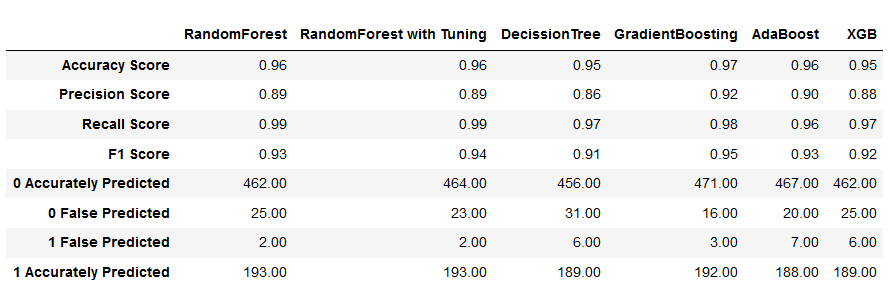 RandomForest RandomForest with Tuning DecissionTree GradientBoosting AdaBoost XGB
Accuracy Score 0.96 0.96 0.95 0.97 0.96 0.95
Precision Score 0.89 0.89 0.86 0.92 0.90 0.88
Recall Score 0.99 0.99 0.97 0.98 0.96 0.97
F1 Score 0.93 0.94 0.91 0.95 0.93 0.92
0 Accurately Predicted 462.00 464.00 456.00 471.00 467.00 462.00
0 False Predicted 25.00 23.00 31.00 16.00 20.00 25.00
1 False Predicted 2.00 2.00 6.00 3.00 7.00 6.00
1 Accurately Predicted 193.00 193.00 189.00 192.00 188.00 189.00